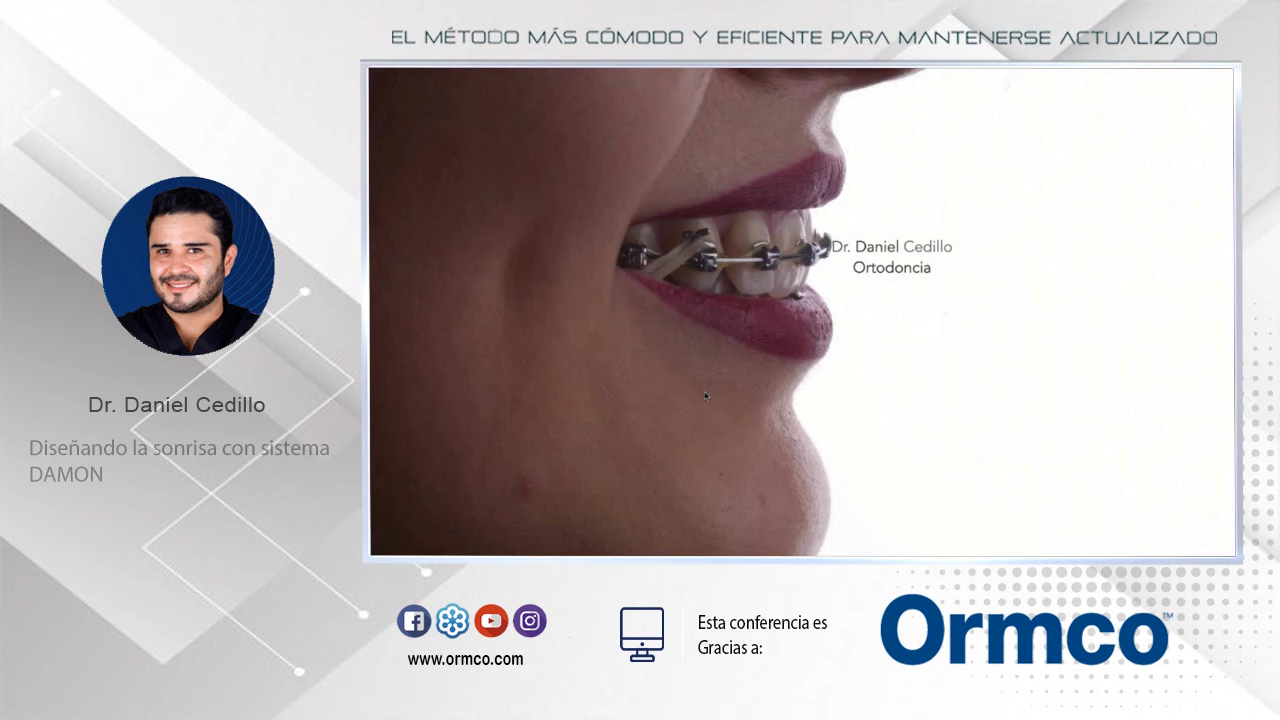 EL MÉTODO MÁS CÓMODO Y EFICIENTE PARA MANTENERSE ACTUALIZADO
Dr. Daniel Cedillo
Ortodoncia
Dr. Daniel Cedillo
Diseñando la sonrisa con sistema
DAMON
www.ormco.com
Esta conferencia es
Gracias a:
Ormco™